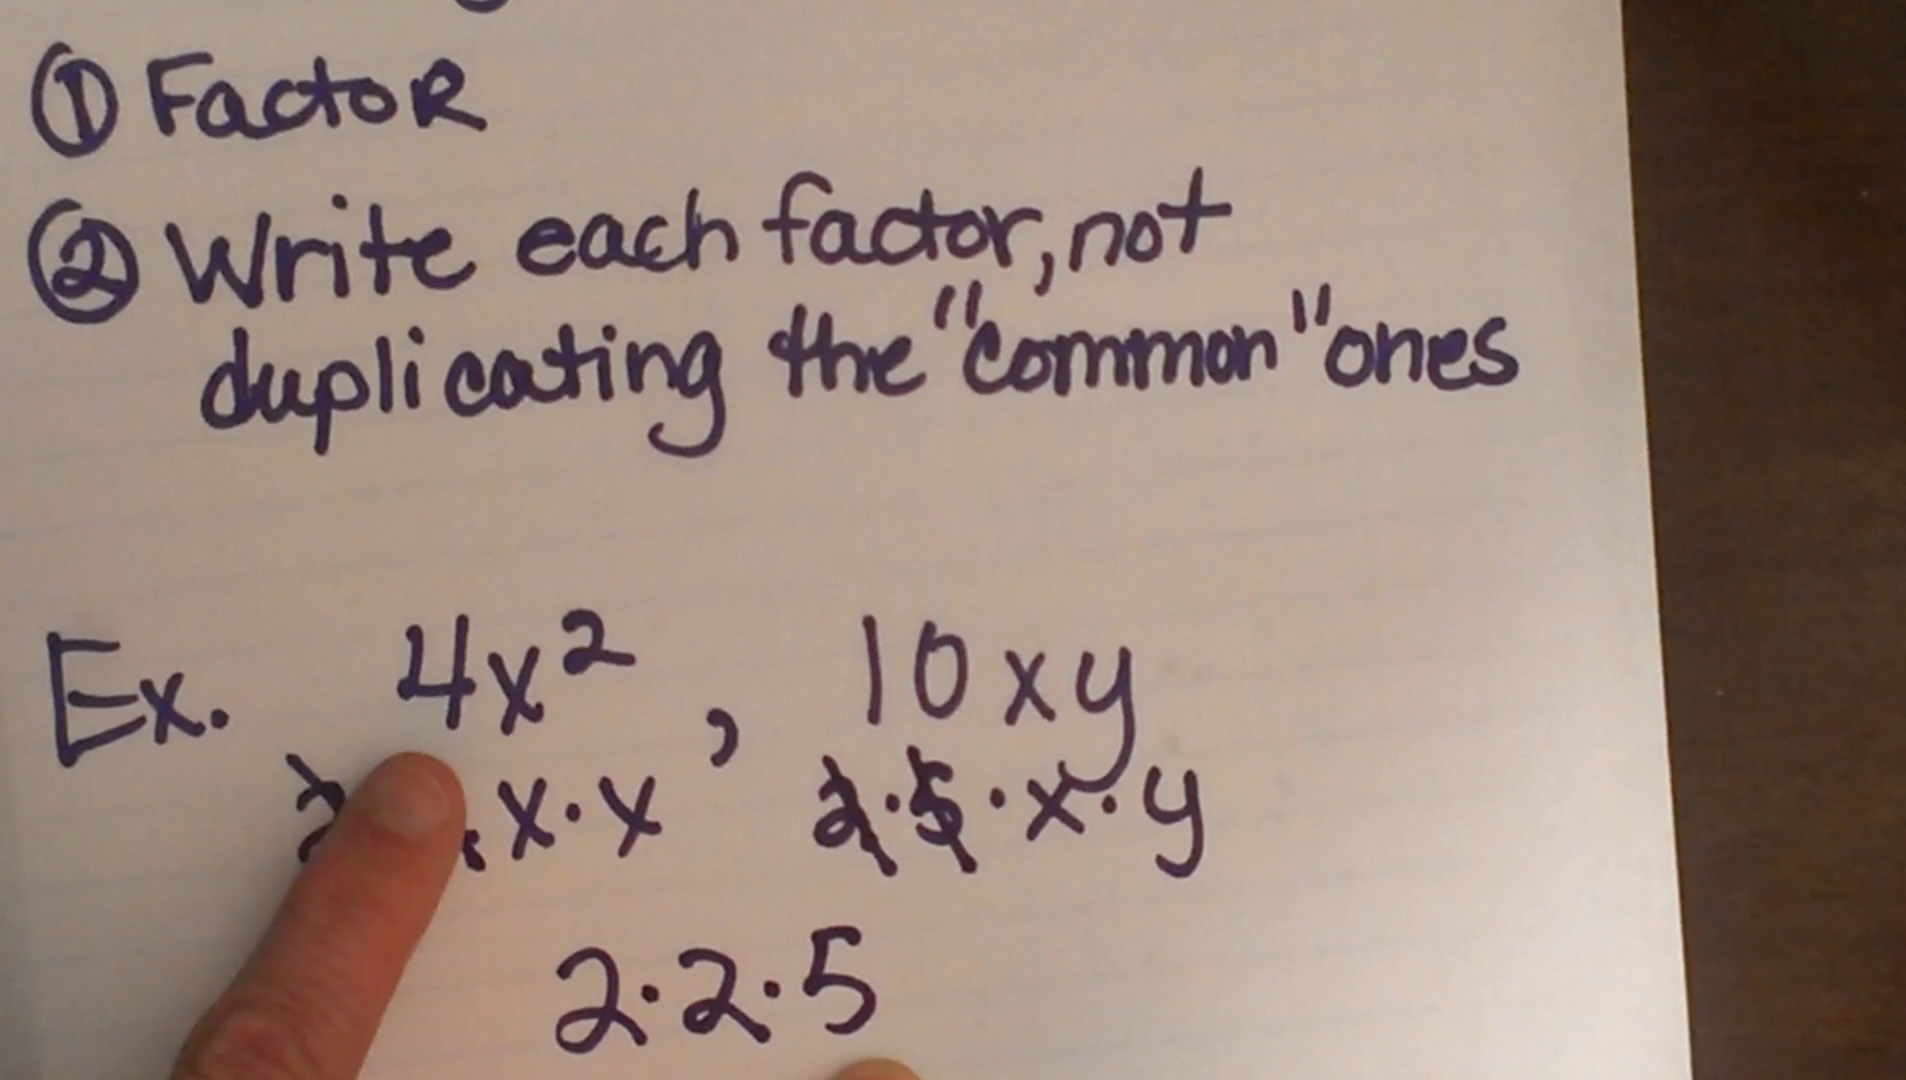 ① Factor
② Write each factor, not
duplicating the "common" ones
Ex. 4x² , 10xy
2 . x · x 2 · 5 · x · y
2 · 2 · 5